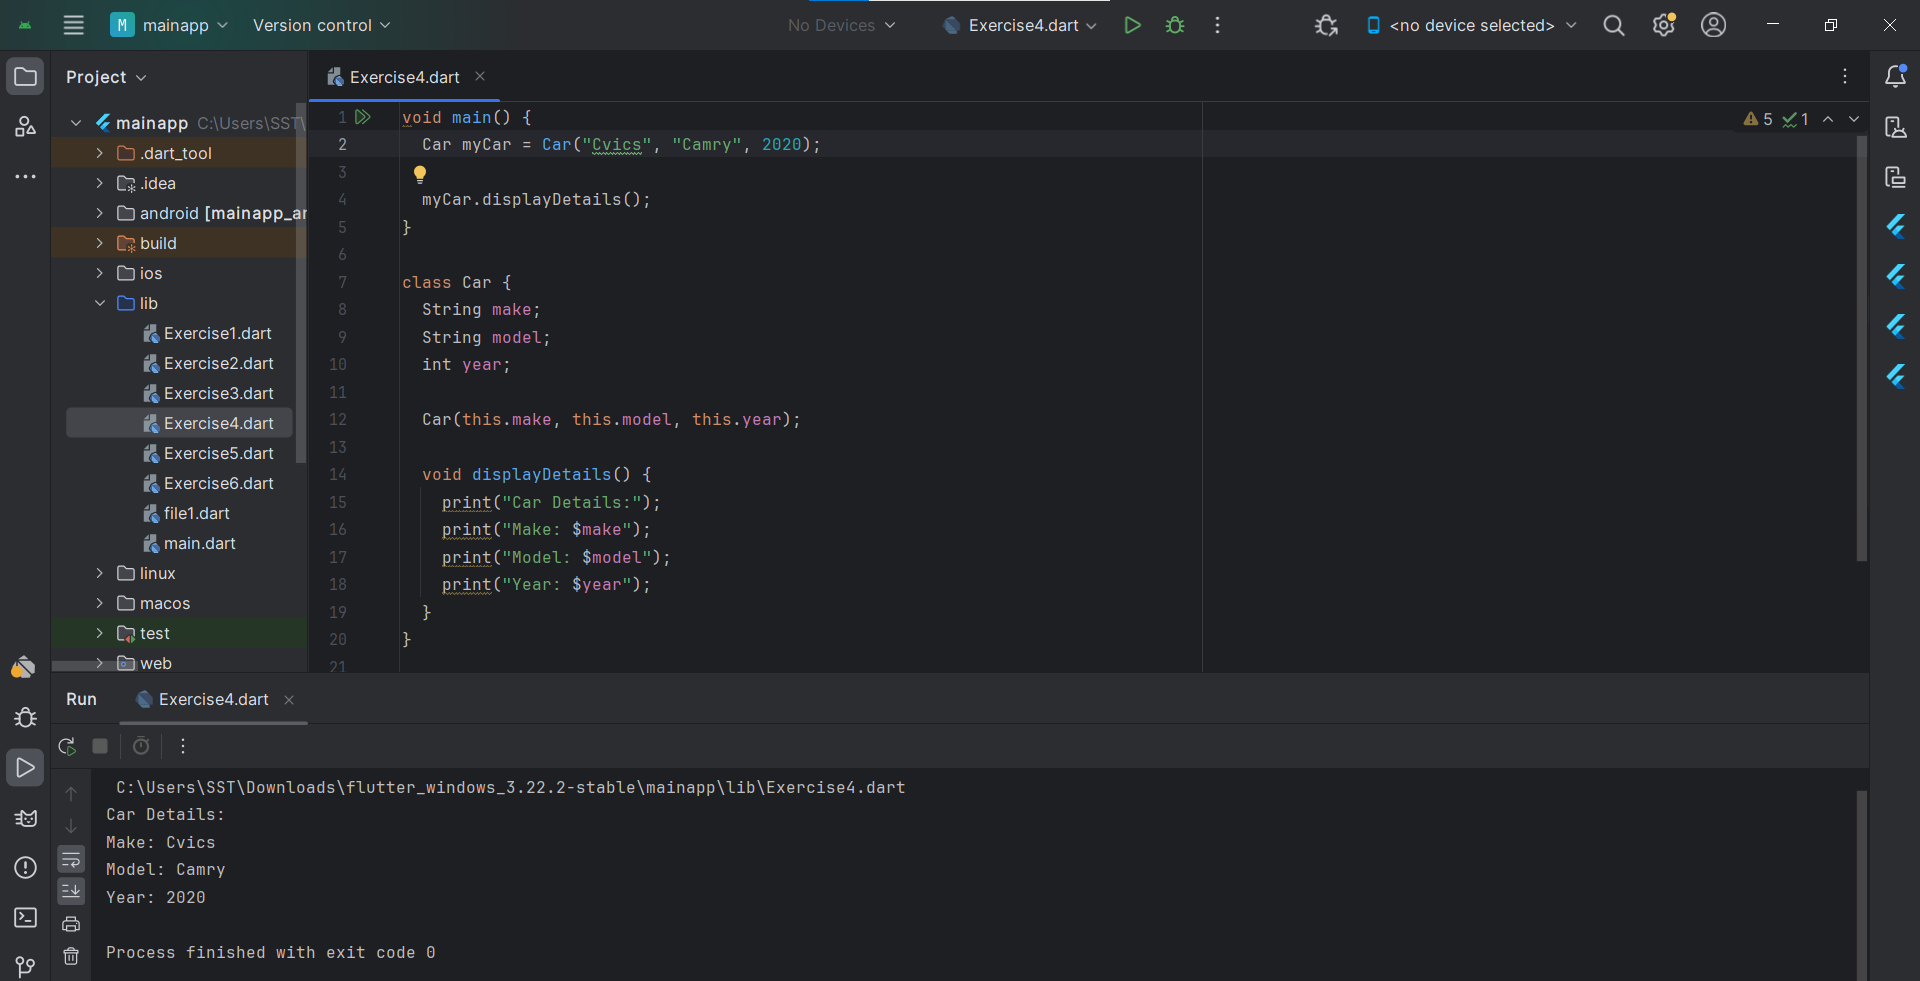 M mainapp Version control No Devices Exercise4.dart <no device selected>
Project
Exercise4.dart
mainapp C:\Users\SST\
.dart_tool
.idea
android [mainapp_ar
build
ios
lib
Exercise1.dart
Exercise2.dart
Exercise3.dart
Exercise4.dart
Exercise5.dart
Exercise6.dart
file1.dart
main.dart
linux
macos
test
web
5 1
1 void main() {
2 Car myCar = Car("Cvics", "Camry", 2020);
3
4 myCar.displayDetails();
5 }
6
7 class Car {
8 String make;
9 String model;
10 int year;
11
12 Car(this.make, this.model, this.year);
13
14 void displayDetails() {
15 print("Car Details:");
16 print("Make: $make");
17 print("Model: $model");
18 print("Year: $year");
19 }
20 }
21
Run Exercise4.dart
C:\Users\SST\Downloads\flutter_windows_3.22.2-stable\mainapp\lib\Exercise4.dart
Car Details:
Make: Cvics
Model: Camry
Year: 2020
Process finished with exit code 0